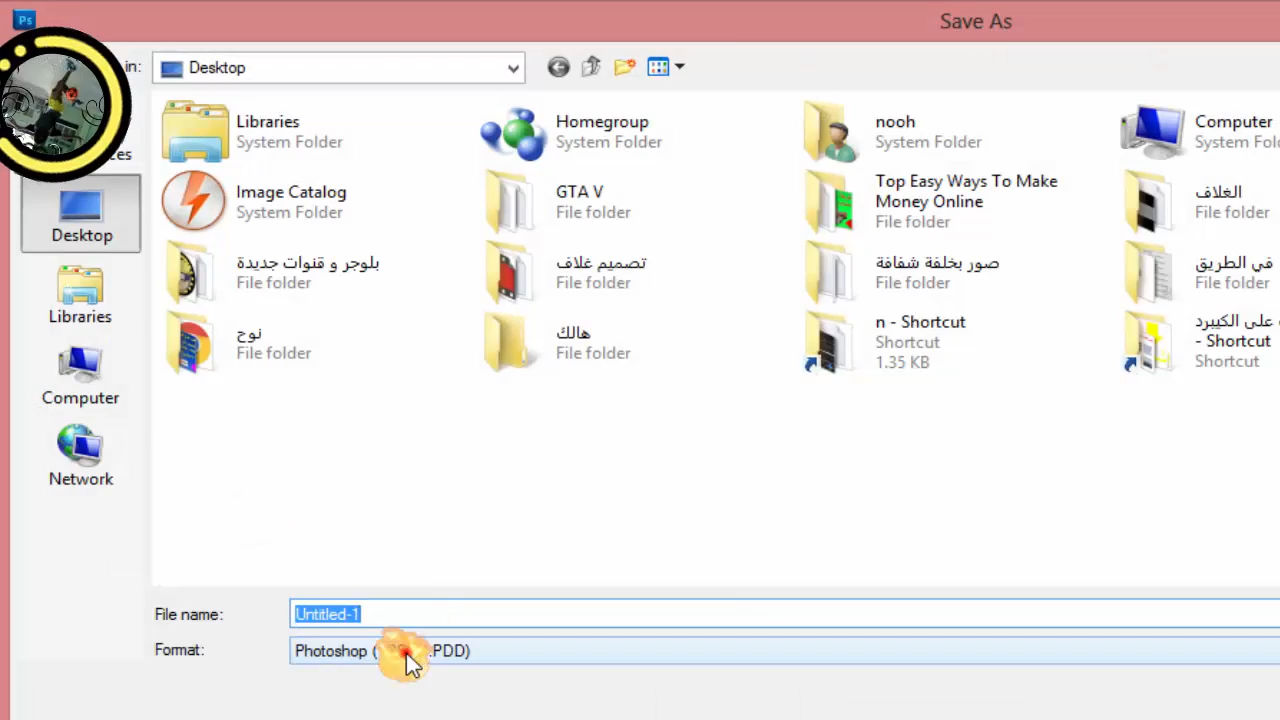 Ps
Save As
in:
Desktop
Libraries
System Folder
Homegroup
System Folder
nooh
System Folder
Computer
Image Catalog
System Folder
GTA V
File folder
Top Easy Ways To Make
Money Online
File folder
الغلاف
File folder
بلوجر و قنوات جديدة
File folder
تصميم غلاف
File folder
صور بخلفة شفافة
File folder
في الطريق
File folder
نوح
File folder
هالك
File folder
n - Shortcut
Shortcut
1.35 KB
على الكيبرد
- Shortcut
Shortcut
Desktop
Libraries
Computer
Network
File name:
Untitled-1
Format:
Photoshop (
.PDD)